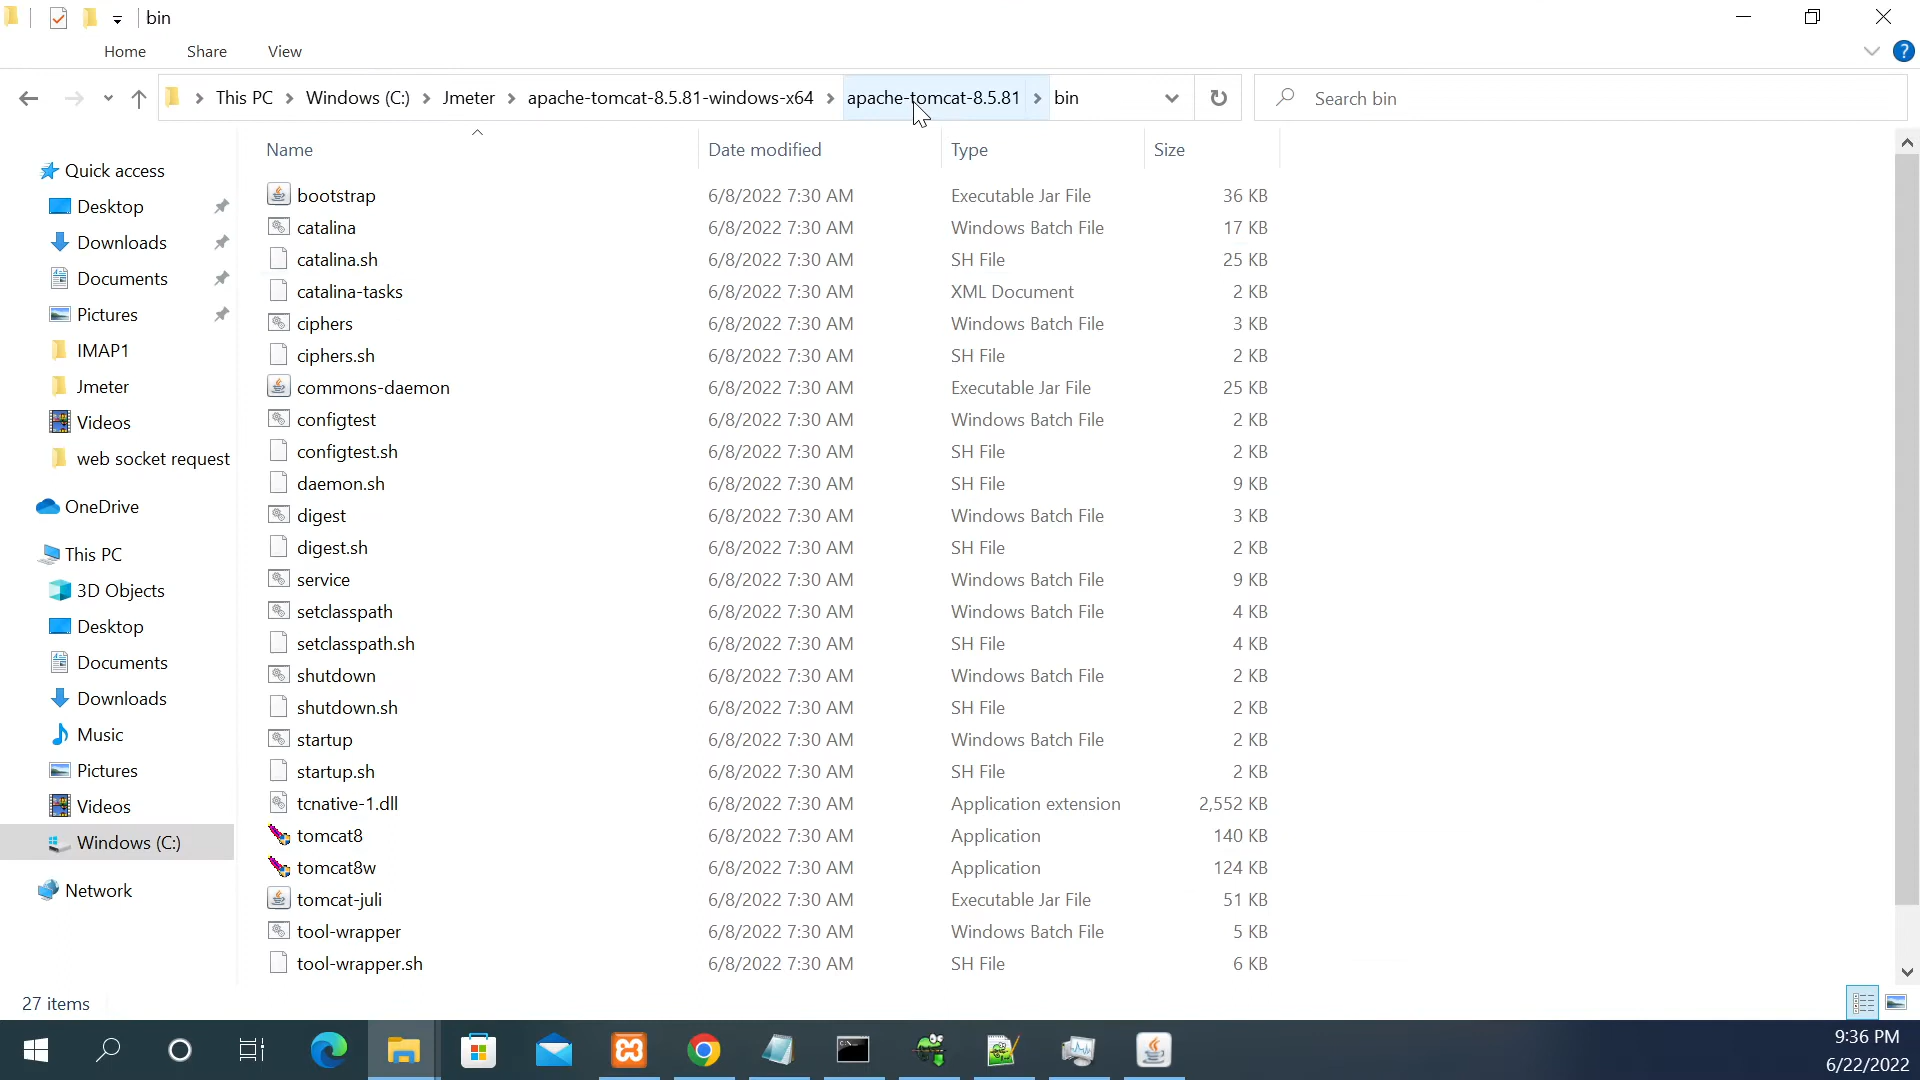 bin
Home Share View
This PC Windows (C:) Jmeter apache-tomcat-8.5.81-windows-x64 apache-tomcat-8.5.81 bin Search bin
Name Date modified Type Size
Quick access
Desktop
Downloads
Documents
Pictures
IMAP1
Jmeter
Videos
web socket request
OneDrive
This PC
3D Objects
Desktop
Documents
Downloads
Music
Pictures
Videos
Windows (C:)
Network
bootstrap 6/8/2022 7:30 AM Executable Jar File 36 KB
catalina 6/8/2022 7:30 AM Windows Batch File 17 KB
catalina.sh 6/8/2022 7:30 AM SH File 25 KB
catalina-tasks 6/8/2022 7:30 AM XML Document 2 KB
ciphers 6/8/2022 7:30 AM Windows Batch File 3 KB
ciphers.sh 6/8/2022 7:30 AM SH File 2 KB
commons-daemon 6/8/2022 7:30 AM Executable Jar File 25 KB
configtest 6/8/2022 7:30 AM Windows Batch File 2 KB
configtest.sh 6/8/2022 7:30 AM SH File 2 KB
daemon.sh 6/8/2022 7:30 AM SH File 9 KB
digest 6/8/2022 7:30 AM Windows Batch File 3 KB
digest.sh 6/8/2022 7:30 AM SH File 2 KB
service 6/8/2022 7:30 AM Windows Batch File 9 KB
setclasspath 6/8/2022 7:30 AM Windows Batch File 4 KB
setclasspath.sh 6/8/2022 7:30 AM SH File 4 KB
shutdown 6/8/2022 7:30 AM Windows Batch File 2 KB
shutdown.sh 6/8/2022 7:30 AM SH File 2 KB
startup 6/8/2022 7:30 AM Windows Batch File 2 KB
startup.sh 6/8/2022 7:30 AM SH File 2 KB
tcnative-1.dll 6/8/2022 7:30 AM Application extension 2,552 KB
tomcat8 6/8/2022 7:30 AM Application 140 KB
tomcat8w 6/8/2022 7:30 AM Application 124 KB
tomcat-juli 6/8/2022 7:30 AM Executable Jar File 51 KB
tool-wrapper 6/8/2022 7:30 AM Windows Batch File 5 KB
tool-wrapper.sh 6/8/2022 7:30 AM SH File 6 KB
27 items
9:36 PM
6/22/2022